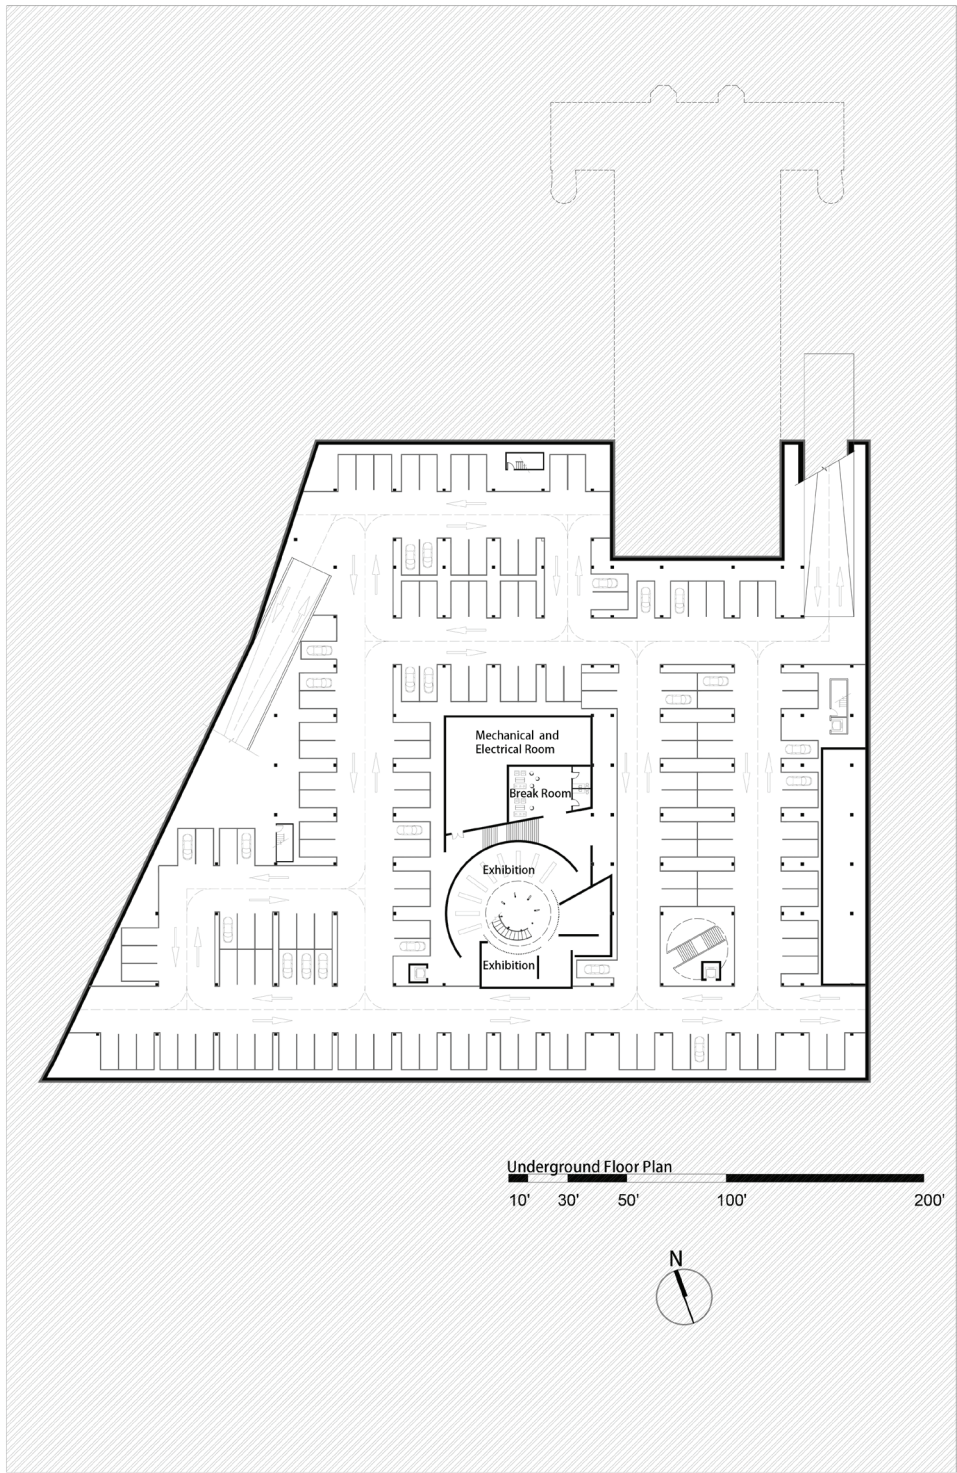 Mechanical and
Electrical Room
Break Room
Exhibition
Exhibition
Underground Floor Plan
10' 30' 50' 100' 200'
N